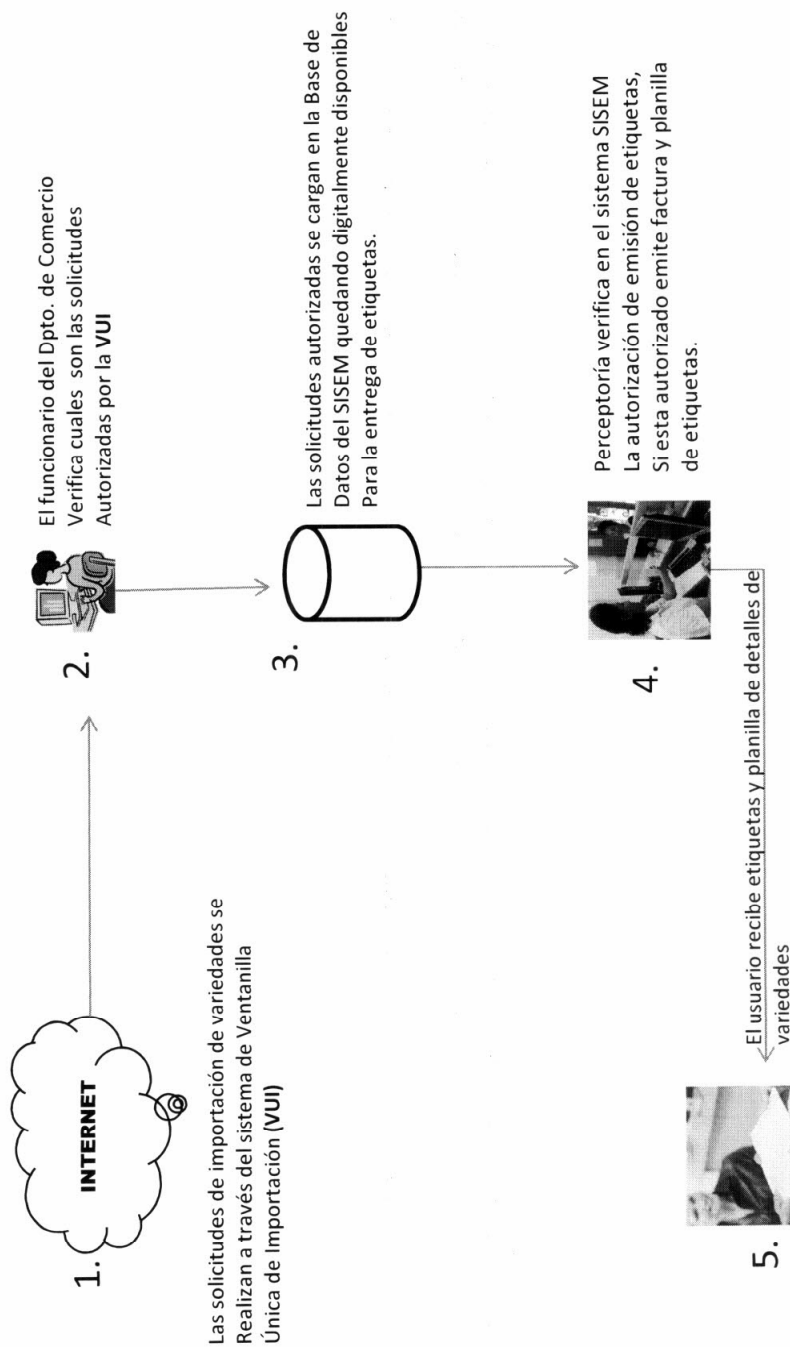 1.
INTERNET
Las solicitudes de importación de variedades se
Realizan a través del sistema de Ventanilla
Única de Importación (VUI)
2.
El funcionario del Dpto. de Comercio
Verifica cuales son las solicitudes
Autorizadas por la VUI
3.
Las solicitudes autorizadas se cargan en la Base de
Datos del SISEM quedando digitalmente disponibles
Para la entrega de etiquetas.
4.
Perceptoría verifica en el sistema SISEM
La autorización de emisión de etiquetas,
Si esta autorizado emite factura y planilla
de etiquetas.
El usuario recibe etiquetas y planilla de detalles de
variedades
5.